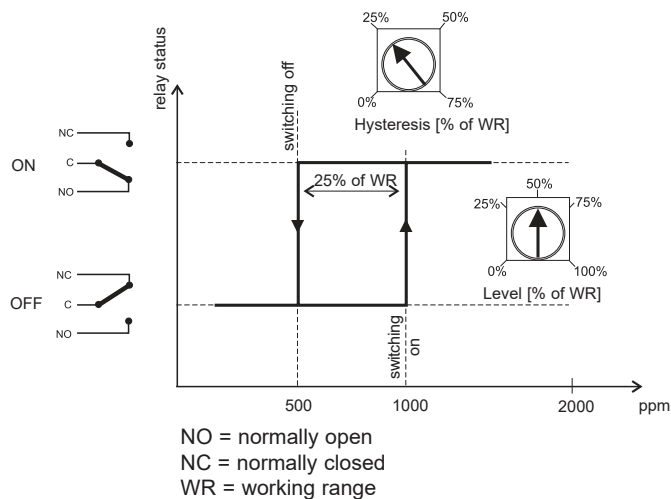 25%
50%
0%
75%
Hysteresis [% of WR]
relay status
switching off
NC
C
NO
ON
25% of WR
50%
25%
75%
0%
100%
Level [% of WR]
NC
C
NO
OFF
switching
on
500
1000
2000
ppm
NO = normally open
NC = normally closed
WR = working range